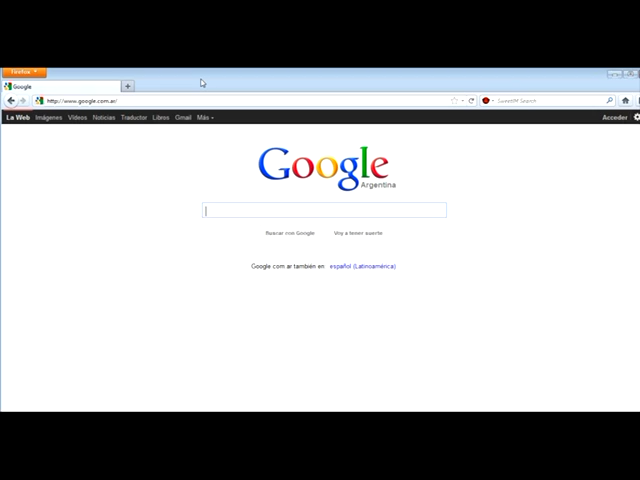 Firefox
Google
http://www.google.com.ar/
SweetIM Search
La Web Imágenes Vídeos Noticias Traductor Libros Gmail Más Acceder
Google
Argentina
Buscar con Google Voy a tener suerte
Google.com.ar también en: español (Latinoamérica)